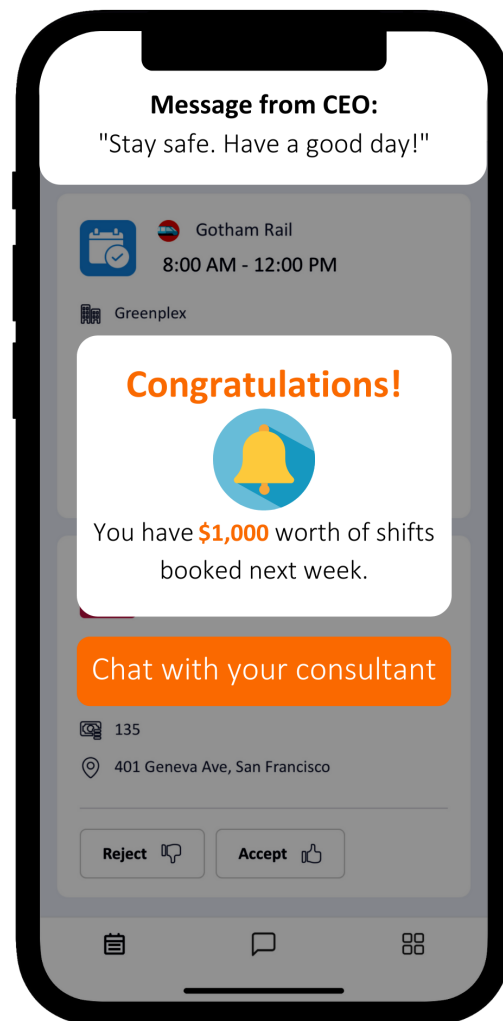 Message from CEO:
"Stay safe. Have a good day!"
Gotham Rail
8:00 AM - 12:00 PM
Greenplex
Congratulations!
You have $1,000 worth of shifts
booked next week.
Chat with your consultant
135
401 Geneva Ave, San Francisco
Reject
Accept